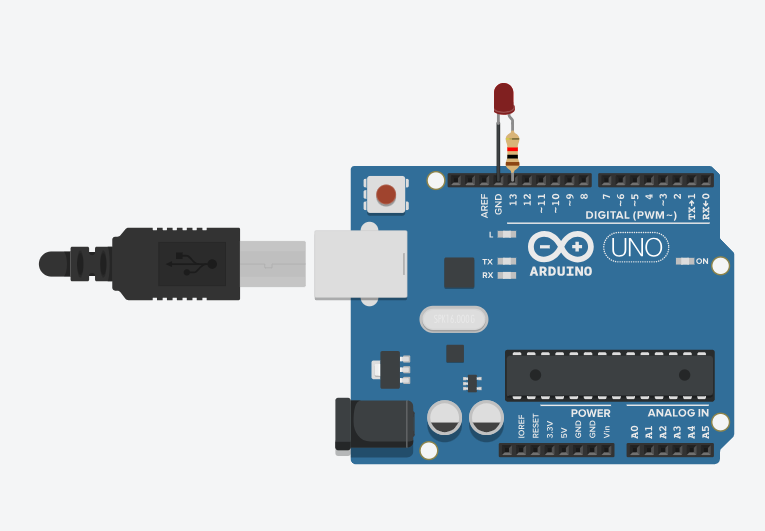 AREF
GND
13
12
~11
~10
~9
8
7
~6
~5
4
~3
2
TX→1
RX←0
DIGITAL (PWM~)
L
TX
RX
ARDUINO
UNO
ON
POWER
ANALOG IN
IOREF
RESET
3.3V
5V
GND
GND
Vin
A0
A1
A2
A3
A4
A5